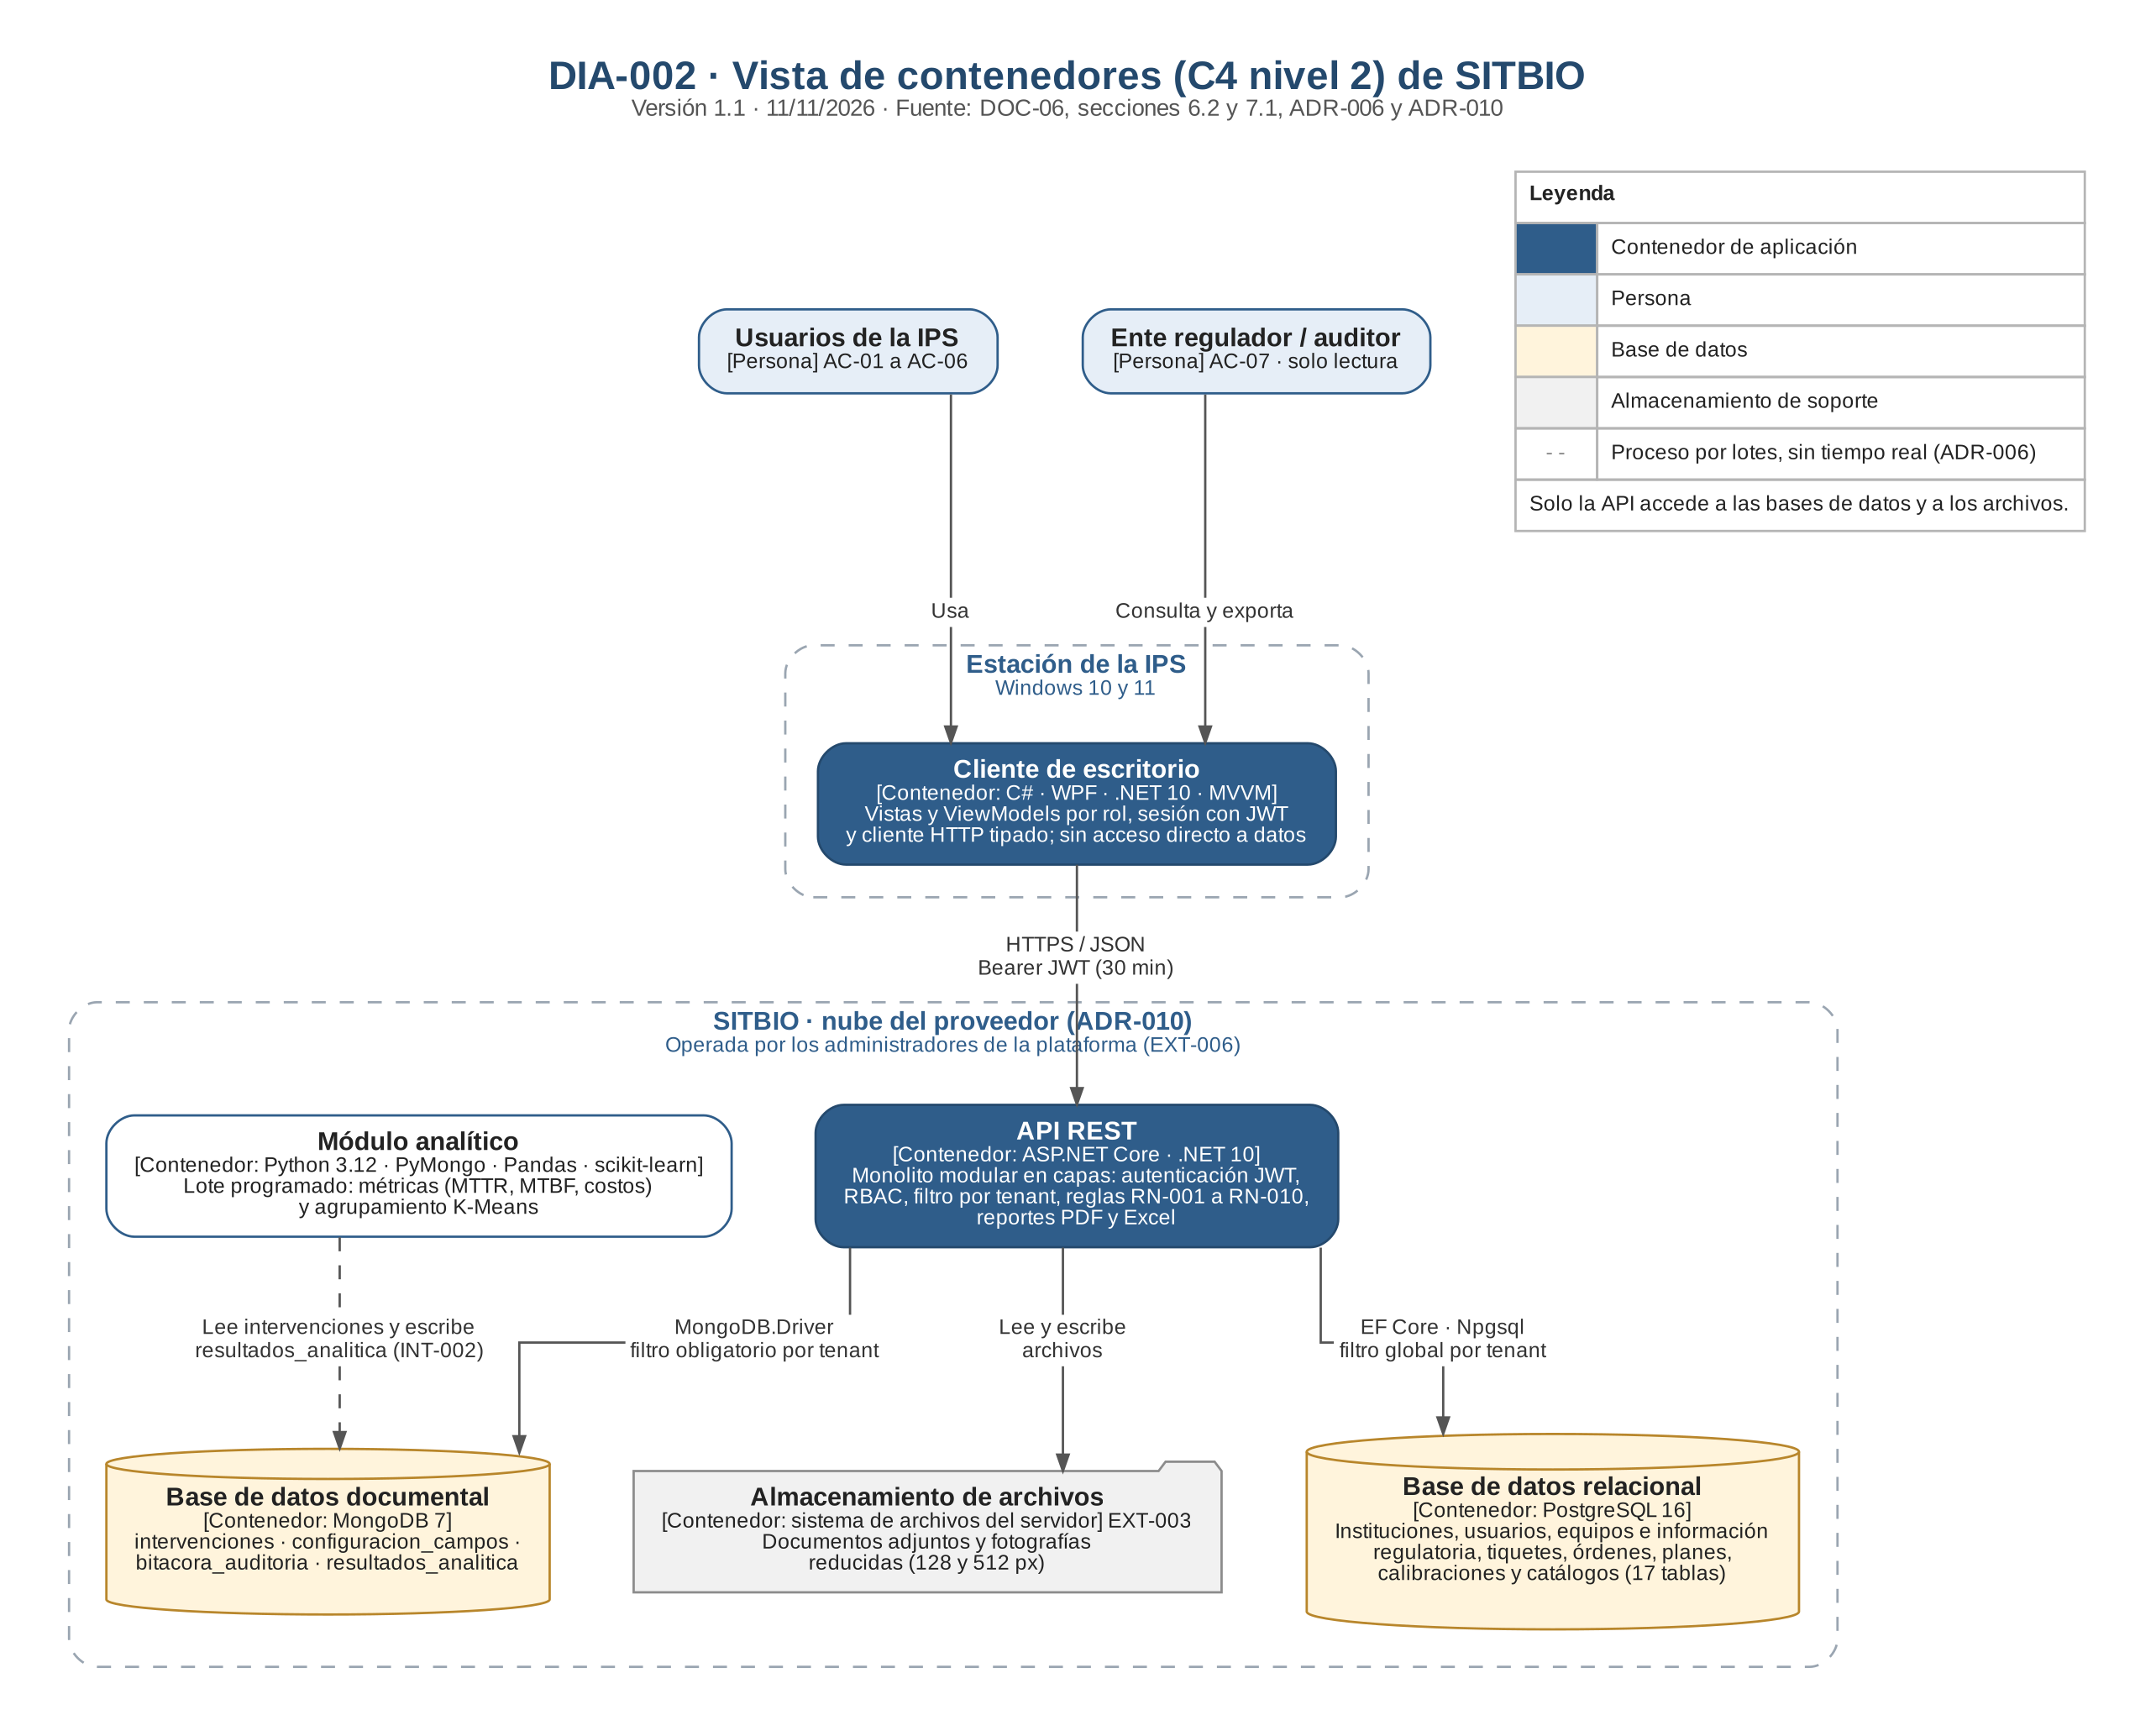 DIA-002 · Vista de contenedores (C4 nivel 2) de SITBIO
Versión 1.1 · 11/11/2026 · Fuente: DOC-06, secciones 6.2 y 7.1, ADR-006 y ADR-010
Leyenda
Contenedor de aplicación
Persona
Base de datos
Almacenamiento de soporte
- - Proceso por lotes, sin tiempo real (ADR-006)
Solo la API accede a las bases de datos y a los archivos.
Usuarios de la IPS
[Persona] AC-01 a AC-06
Ente regulador / auditor
[Persona] AC-07 · solo lectura
Usa
Consulta y exporta
Estación de la IPS
Windows 10 y 11
Cliente de escritorio
[Contenedor: C# · WPF · .NET 10 · MVVM]
Vistas y ViewModels por rol, sesión con JWT
y cliente HTTP tipado; sin acceso directo a datos
HTTPS / JSON
Bearer JWT (30 min)
SITBIO · nube del proveedor (ADR-010)
Operada por los administradores de la plataforma (EXT-006)
Módulo analítico
[Contenedor: Python 3.12 · PyMongo · Pandas · scikit-learn]
Lote programado: métricas (MTTR, MTBF, costos)
y agrupamiento K-Means
API REST
[Contenedor: ASP.NET Core · .NET 10]
Monolito modular en capas: autenticación JWT,
RBAC, filtro por tenant, reglas RN-001 a RN-010,
reportes PDF y Excel
Lee intervenciones y escribe
resultados_analitica (INT-002)
MongoDB.Driver
filtro obligatorio por tenant
Lee y escribe
archivos
EF Core · Npgsql
filtro global por tenant
Base de datos documental
[Contenedor: MongoDB 7]
intervenciones · configuracion_campos ·
bitacora_auditoria · resultados_analitica
Almacenamiento de archivos
[Contenedor: sistema de archivos del servidor] EXT-003
Documentos adjuntos y fotografías
reducidas (128 y 512 px)
Base de datos relacional
[Contenedor: PostgreSQL 16]
Instituciones, usuarios, equipos e información
regulatoria, tiquetes, órdenes, planes,
calibraciones y catálogos (17 tablas)